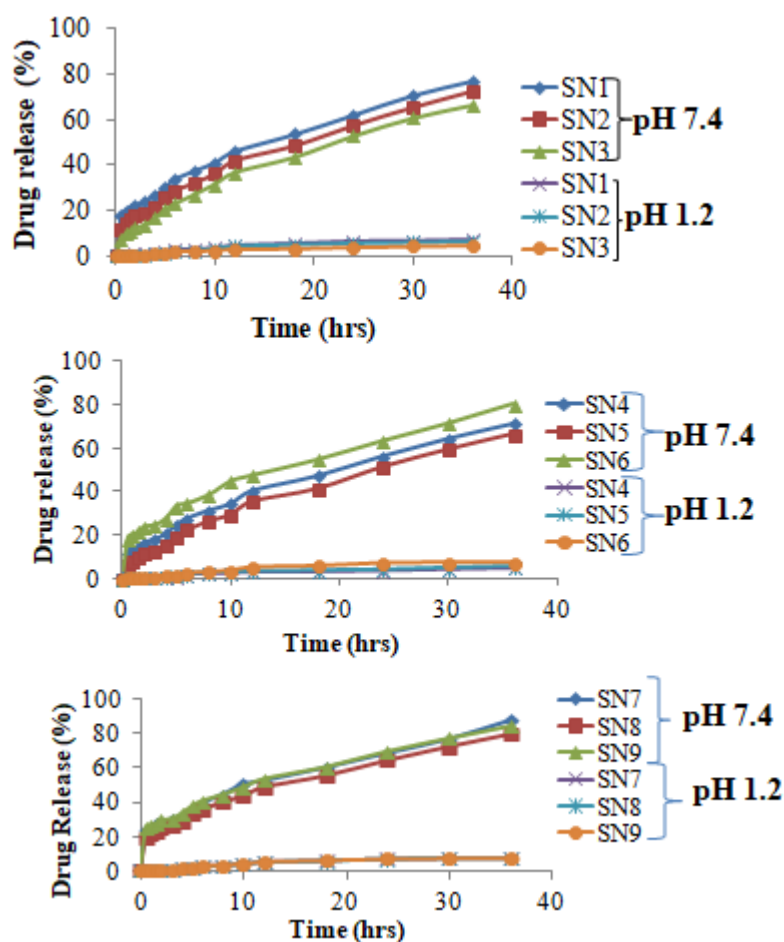 Drug release (%)
100
80
60
40
20
0
0 10 20 30 40
Time (hrs)
SN1
SN2
SN3
SN1
SN2
SN3
pH 7.4
pH 1.2
Drug release (%)
100
80
60
40
20
0
0 10 20 30 40
Time (hrs)
SN4
SN5
SN6
SN4
SN5
SN6
pH 7.4
pH 1.2
Drug Release (%)
100
80
60
40
20
0
0 10 20 30 40
Time (hrs)
SN7
SN8
SN9
SN7
SN8
SN9
pH 7.4
pH 1.2